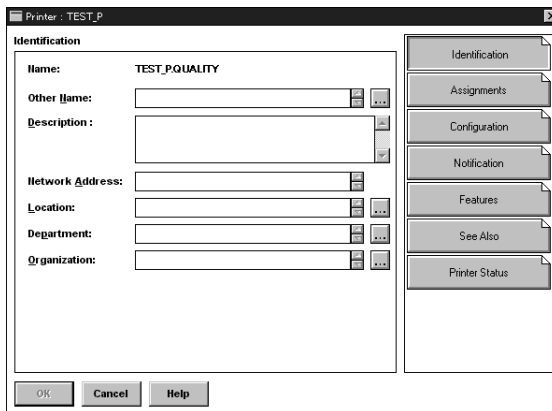 Printer : TEST_P
Identification
Name: TEST_P.QUALITY
Other Name: ...
Description :
Network Address:
Location: ...
Department: ...
Organization: ...
Identification
Assignments
Configuration
Notification
Features
See Also
Printer Status
OK Cancel Help